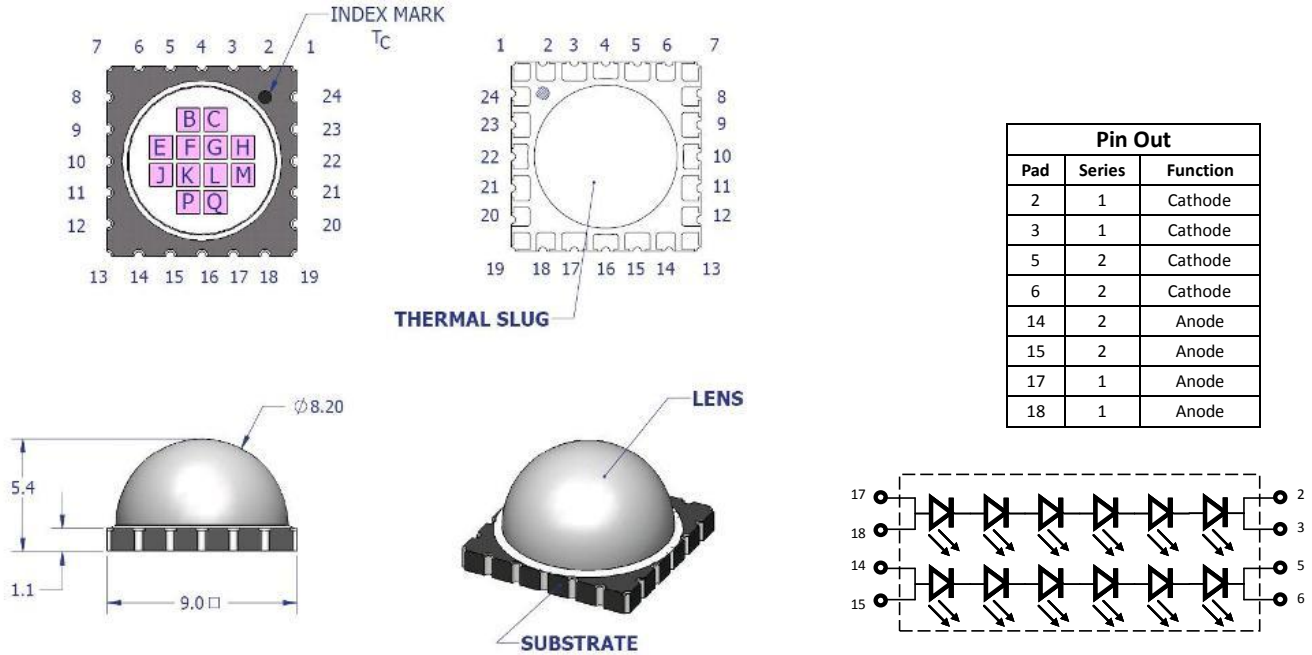 INDEX MARK
TC
7 6 5 4 3 2 1
8 24
9 23
10 22
11 21
12 20
13 14 15 16 17 18 19
B C
E F G H
J K L M
P Q
1 2 3 4 5 6 7
24 8
23 9
22 10
21 11
20 12
19 18 17 16 15 14 13
THERMAL SLUG
Pin Out
Pad Series Function
2 1 Cathode
3 1 Cathode
5 2 Cathode
6 2 Cathode
14 2 Anode
15 2 Anode
17 1 Anode
18 1 Anode
∅8.20
5.4
1.1
9.0 □
LENS
SUBSTRATE
17 2
18 3
14 5
15 6